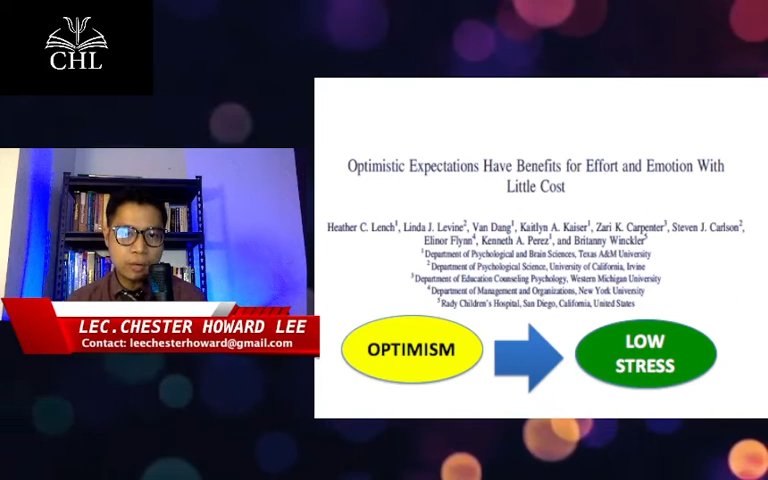 CHL
Optimistic Expectations Have Benefits for Effort and Emotion With
Little Cost
Heather C. Lench1, Linda J. Levine2, Van Dang1, Kaitlyn A. Kaiser1, Zari K. Carpenter3, Steven J. Carlson2,
Elinor Flynn4, Kenneth A. Perez1, and Britanny Winckler5
1 Department of Psychological and Brain Sciences, Texas A&M University
2 Department of Psychological Science, University of California, Irvine
3 Department of Education Counseling Psychology, Western Michigan University
4 Department of Management and Organizations, New York University
5 Rady Children's Hospital, San Diego, California, United States
OPTIMISM
LOW
STRESS
LEC.CHESTER HOWARD LEE
Contact: leechesterhoward@gmail.com